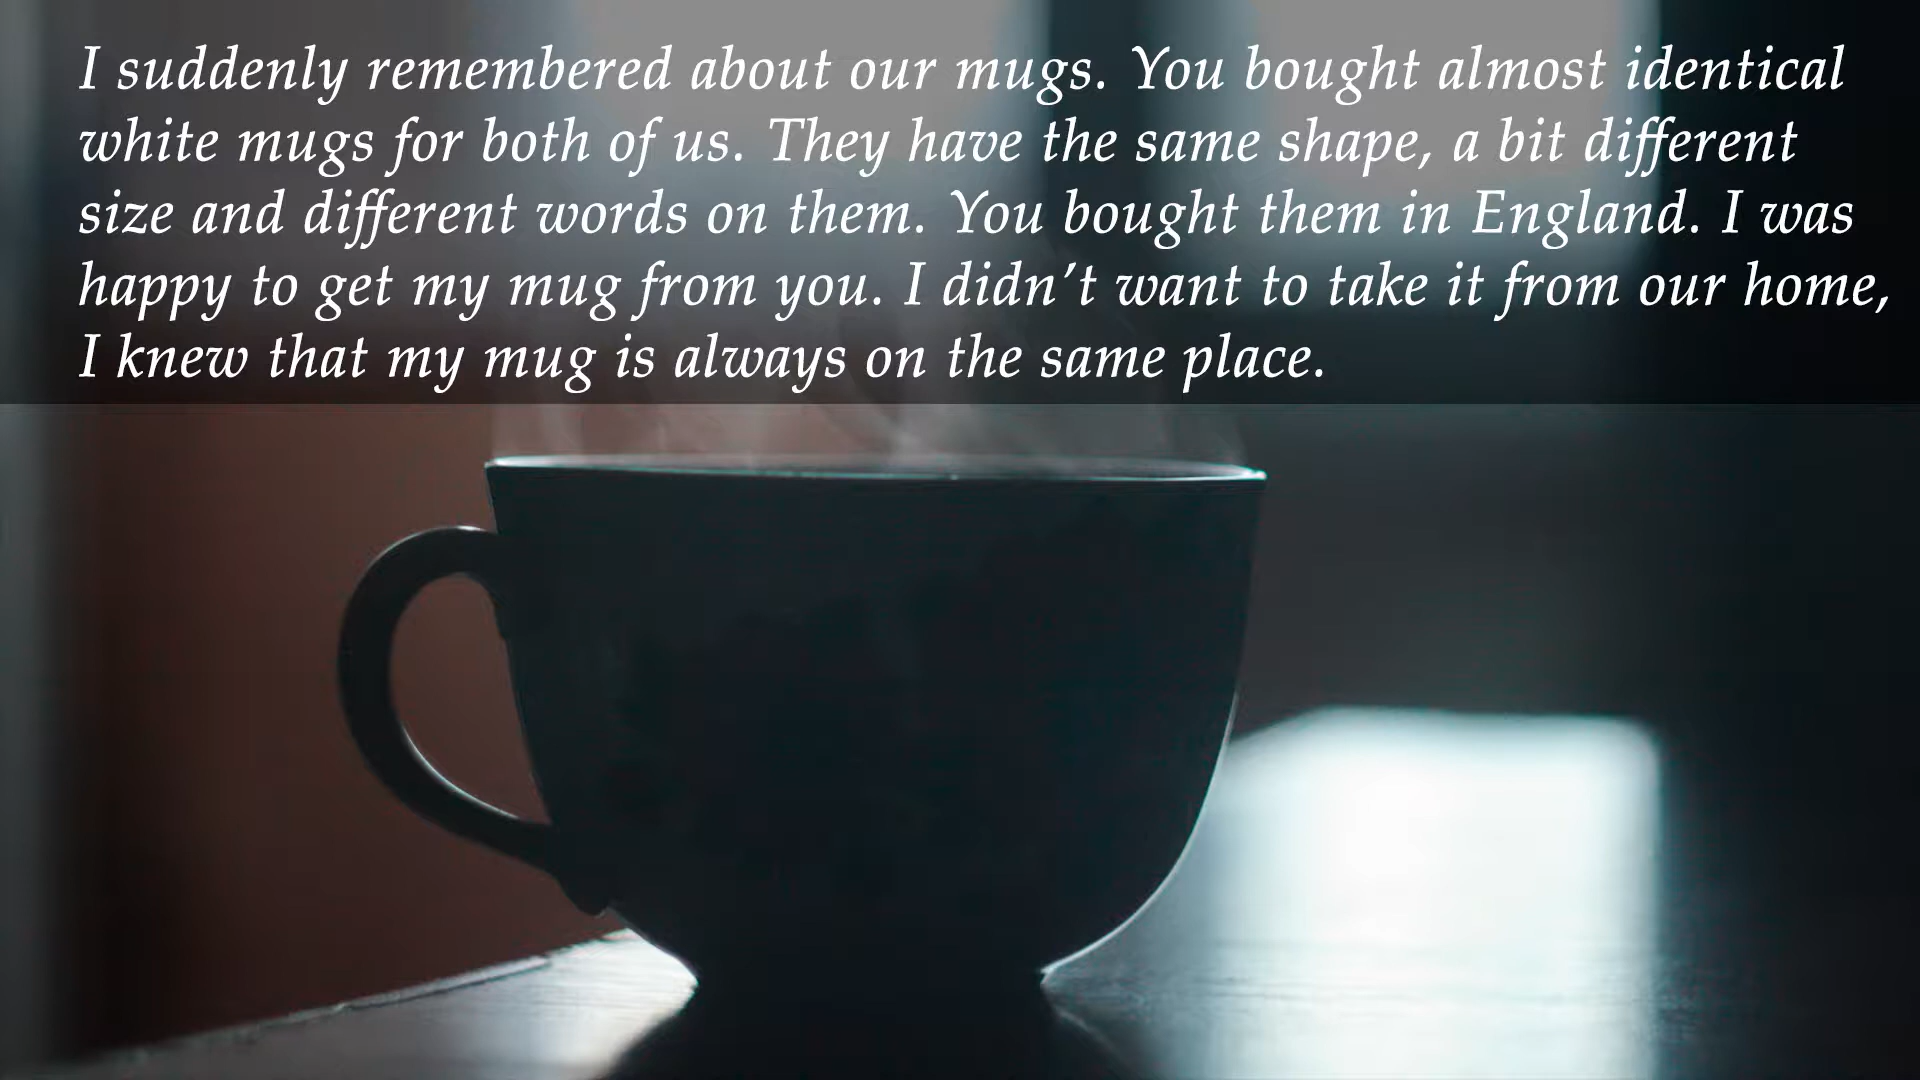 I suddenly remembered about our mugs. You bought almost identical
white mugs for both of us. They have the same shape, a bit different
size and different words on them. You bought them in England. I was
happy to get my mug from you. I didn’t want to take it from our home,
I knew that my mug is always on the same place.